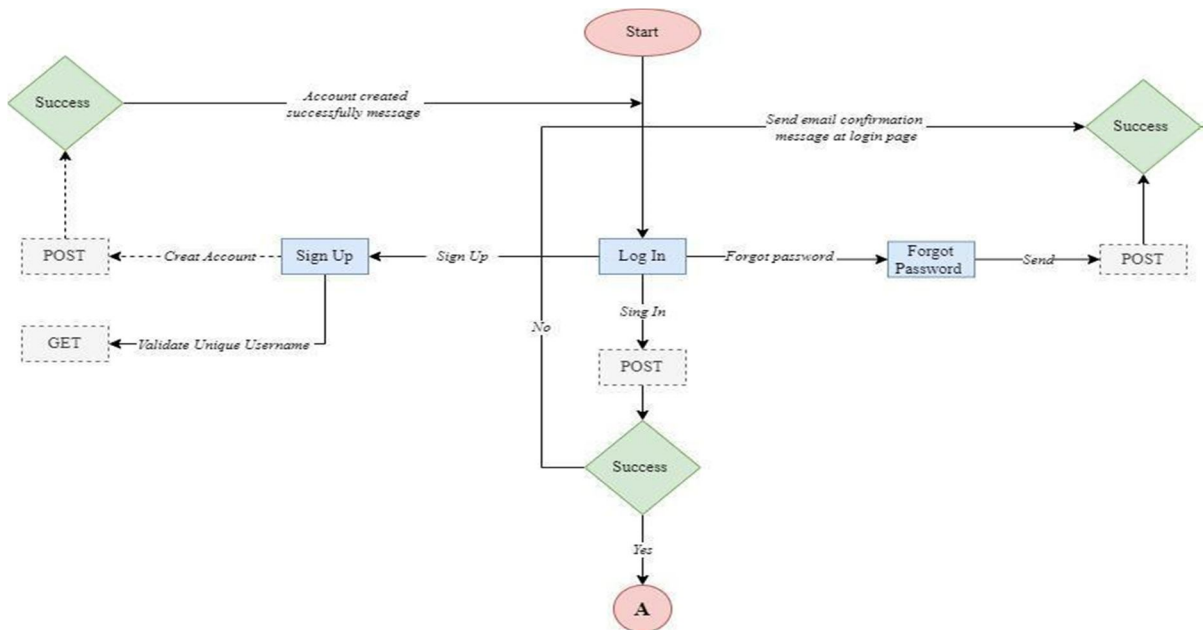 Start
Success
Account created
successfully message
Send email confirmation
message at login page
Success
POST
Creat Account
Sign Up
Sign Up
Log In
Forgot password
Forgot
Password
Send
POST
Sing In
No
GET
Validate Unique Username
POST
Success
Yes
A